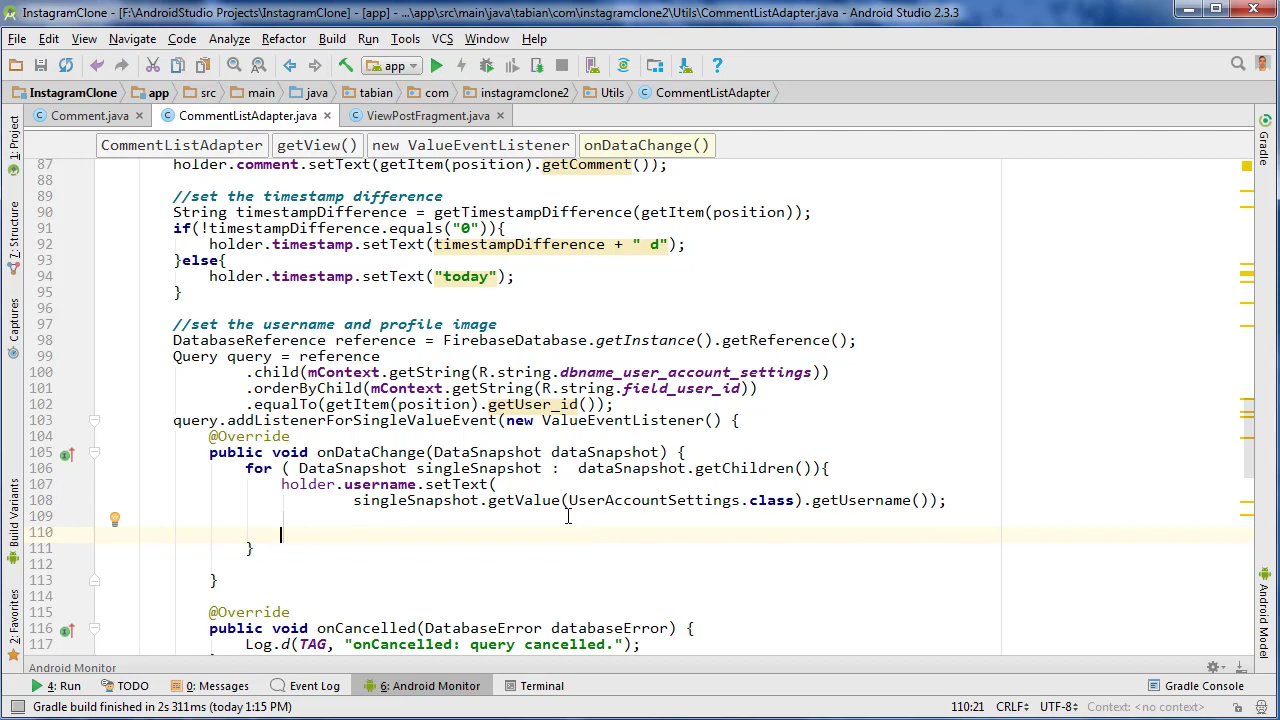 InstagramClone - [F:\AndroidStudio Projects\InstagramClone] - [app] - ...\app\src\main\java\tabian\com\instagramclone2\Utils\CommentListAdapter.java - Android Studio 2.3.3
File Edit View Navigate Code Analyze Refactor Build Run Tools VCS Window Help
app
InstagramClone app src main java tabian com instagramclone2 Utils CommentListAdapter
Comment.java CommentListAdapter.java ViewPostFragment.java
CommentListAdapter getView() new ValueEventListener onDataChange()
87 holder.comment.setText(getItem(position).getComment());
88
89 //set the timestamp difference
90 String timestampDifference = getTimestampDifference(getItem(position));
91 if(!timestampDifference.equals("0")){
92 holder.timestamp.setText(timestampDifference + " d");
93 }else{
94 holder.timestamp.setText("today");
95 }
96
97 //set the username and profile image
98 DatabaseReference reference = FirebaseDatabase.getInstance().getReference();
99 Query query = reference
100 .child(mContext.getString(R.string.dbname_user_account_settings))
101 .orderByChild(mContext.getString(R.string.field_user_id))
102 .equalTo(getItem(position).getUser_id());
103 query.addListenerForSingleValueEvent(new ValueEventListener() {
104 @Override
105 public void onDataChange(DataSnapshot dataSnapshot) {
106 for ( DataSnapshot singleSnapshot :  dataSnapshot.getChildren()){
107 holder.username.setText(
108 singleSnapshot.getValue(UserAccountSettings.class).getUsername());
109
110
111 }
112
113 }
114
115 @Override
116 public void onCancelled(DatabaseError databaseError) {
117 Log.d(TAG, "onCancelled: query cancelled.");
1: Project
7: Structure
Captures
Build Variants
2: Favorites
Gradle
Android Model
Android Monitor
4: Run TODO 0: Messages Event Log 6: Android Monitor Terminal Gradle Console
Gradle build finished in 2s 311ms (today 1:15 PM) 110:21 CRLF UTF-8 Context: <no context>